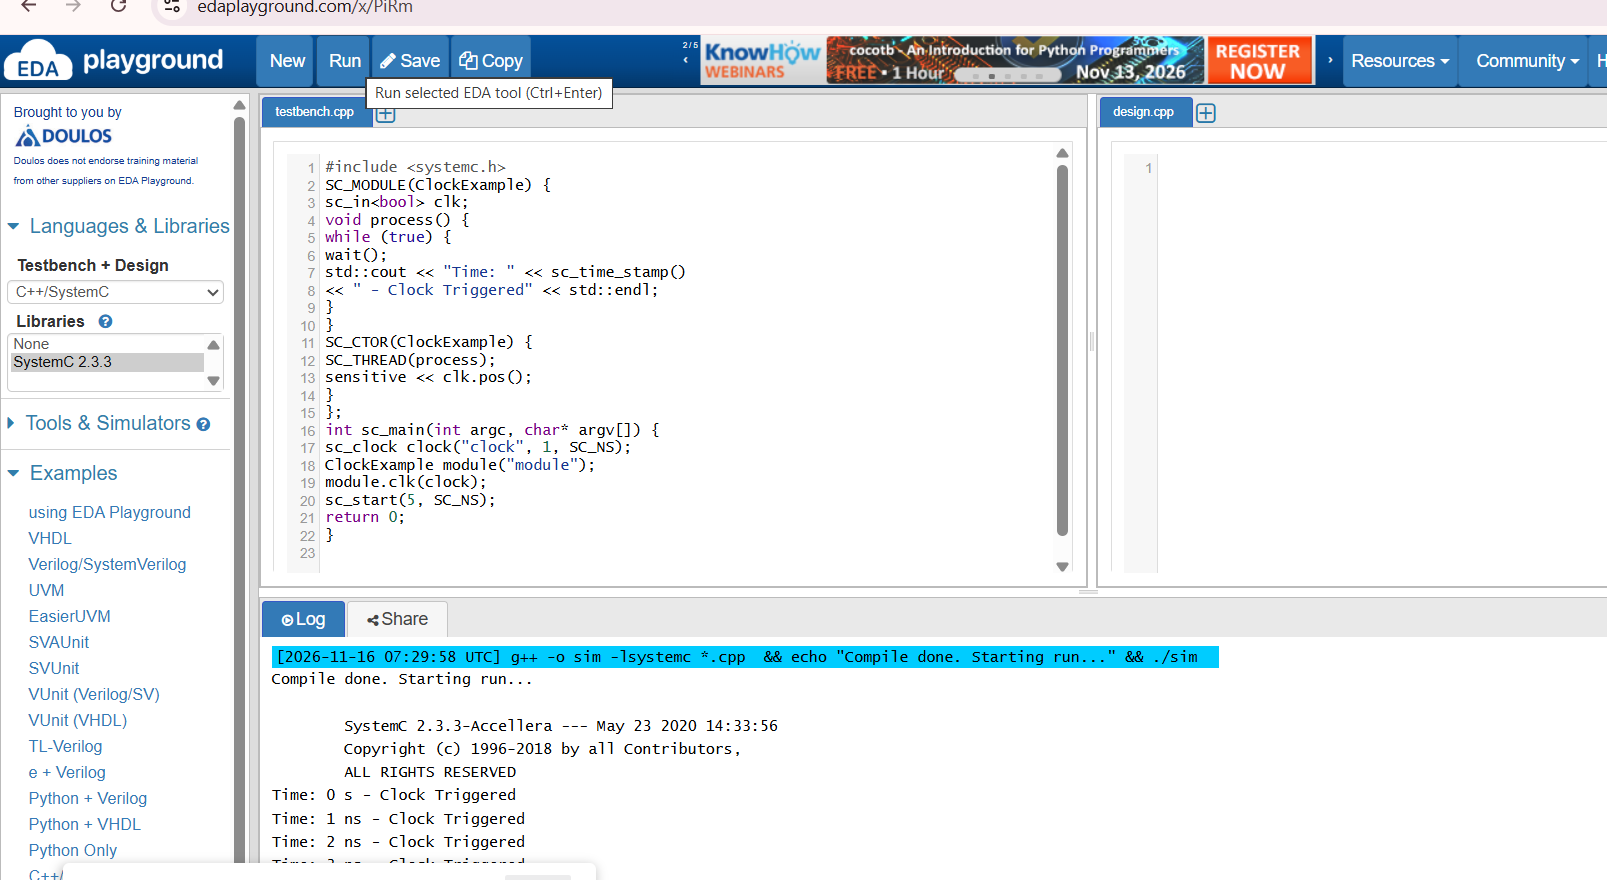 edaplayground.com/x/PiRm
EDA playground
New
Run
Save
Copy
2/5
KnowHow
WEBINARS
cocotb - An Introduction for Python Programmers
FREE • 1 Hour
Nov 13, 2026
REGISTER
NOW
Resources
Community
H
Run selected EDA tool (Ctrl+Enter)
Brought to you by
DOULOS
Doulos does not endorse training material
from other suppliers on EDA Playground.
Languages & Libraries
Testbench + Design
C++/SystemC
Libraries
None
SystemC 2.3.3
Tools & Simulators
Examples
using EDA Playground
VHDL
Verilog/SystemVerilog
UVM
EasierUVM
SVAUnit
SVUnit
VUnit (Verilog/SV)
VUnit (VHDL)
TL-Verilog
e + Verilog
Python + Verilog
Python + VHDL
Python Only
C++/
testbench.cpp
1 #include <systemc.h>
2 SC_MODULE(ClockExample) {
3 sc_in<bool> clk;
4 void process() {
5 while (true) {
6 wait();
7 std::cout << "Time: " << sc_time_stamp()
8 << " - Clock Triggered" << std::endl;
9 }
10 }
11 SC_CTOR(ClockExample) {
12 SC_THREAD(process);
13 sensitive << clk.pos();
14 }
15 };
16 int sc_main(int argc, char* argv[]) {
17 sc_clock clock("clock", 1, SC_NS);
18 ClockExample module("module");
19 module.clk(clock);
20 sc_start(5, SC_NS);
21 return 0;
22 }
23
design.cpp
1
Log
Share
[2026-11-16 07:29:58 UTC] g++ -o sim -lsystemc *.cpp  && echo "Compile done. Starting run..." && ./sim
Compile done. Starting run...
SystemC 2.3.3-Accellera --- May 23 2020 14:33:56
Copyright (c) 1996-2018 by all Contributors,
ALL RIGHTS RESERVED
Time: 0 s - Clock Triggered
Time: 1 ns - Clock Triggered
Time: 2 ns - Clock Triggered
Time: 3 ns - Clock Triggered